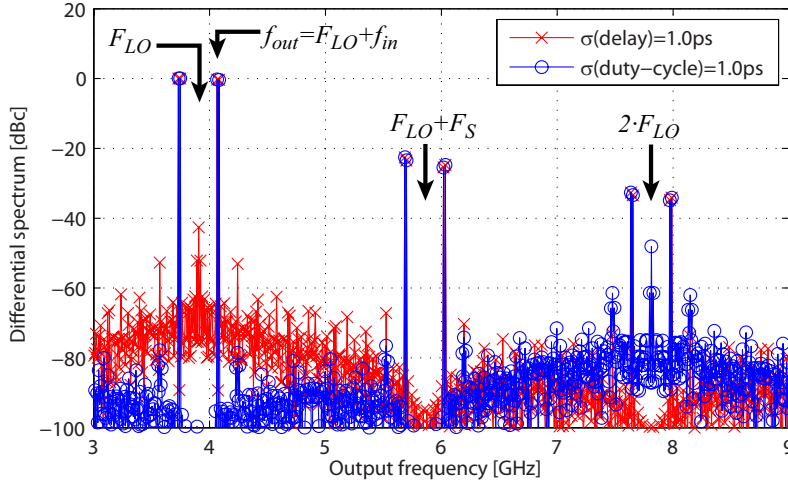 F_LO
f_out=F_LO+f_in
σ(delay)=1.0ps
σ(duty−cycle)=1.0ps
F_LO+F_S
2·F_LO
Differential spectrum [dBc]
0
−20
−40
−60
−80
−100
3
4
5
6
7
8
9
Output frequency [GHz]